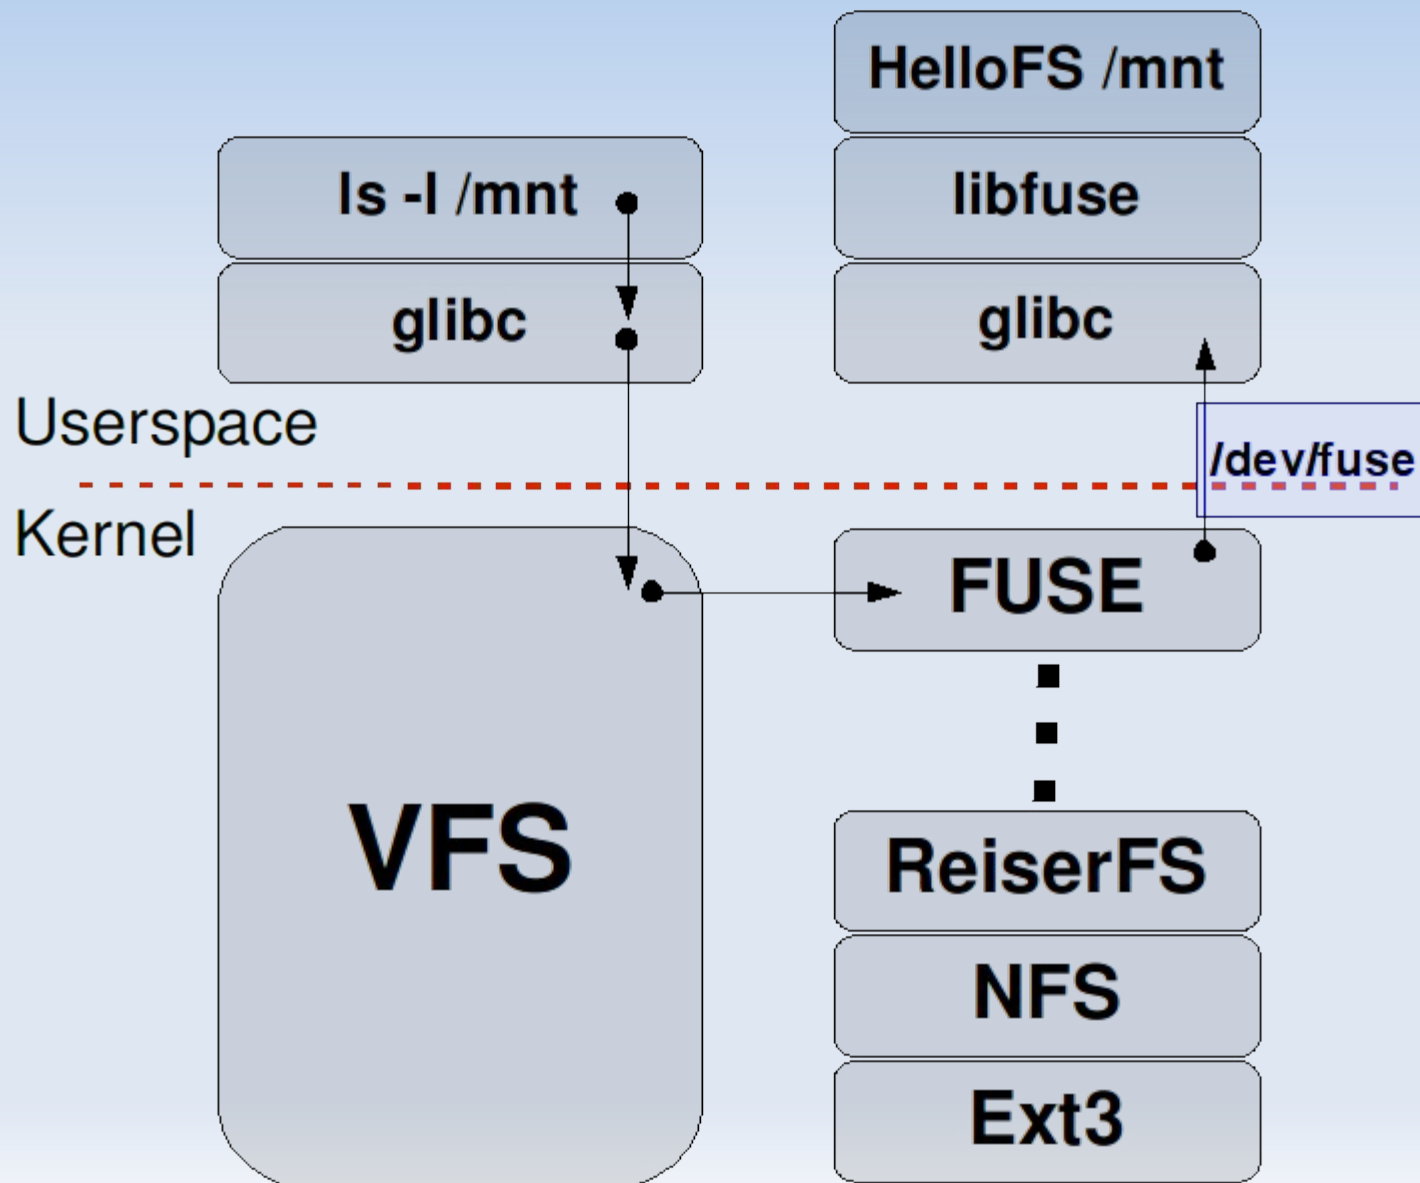 HelloFS /mnt
ls -l /mnt
libfuse
glibc
glibc
Userspace
/dev/fuse
Kernel
FUSE
VFS
ReiserFS
NFS
Ext3